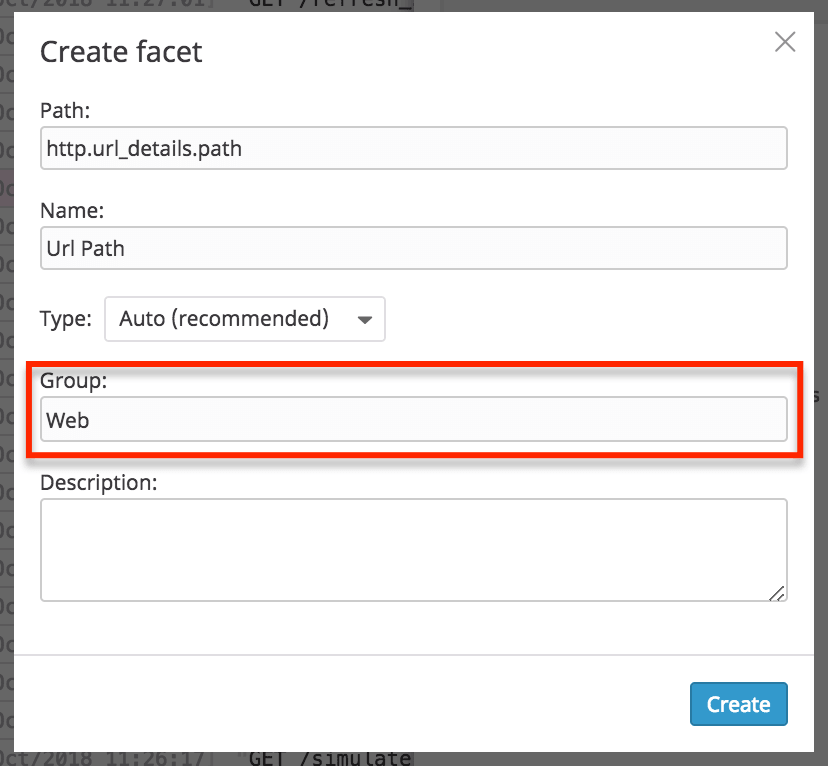 Oct/2018 11:27:01] "GET /refresh_
Create facet
Path:
http.url_details.path
Name:
Url Path
Type: Auto (recommended)
Group:
Web
Description:
Create
Oct/2018 11:26:17] "GET /simulate